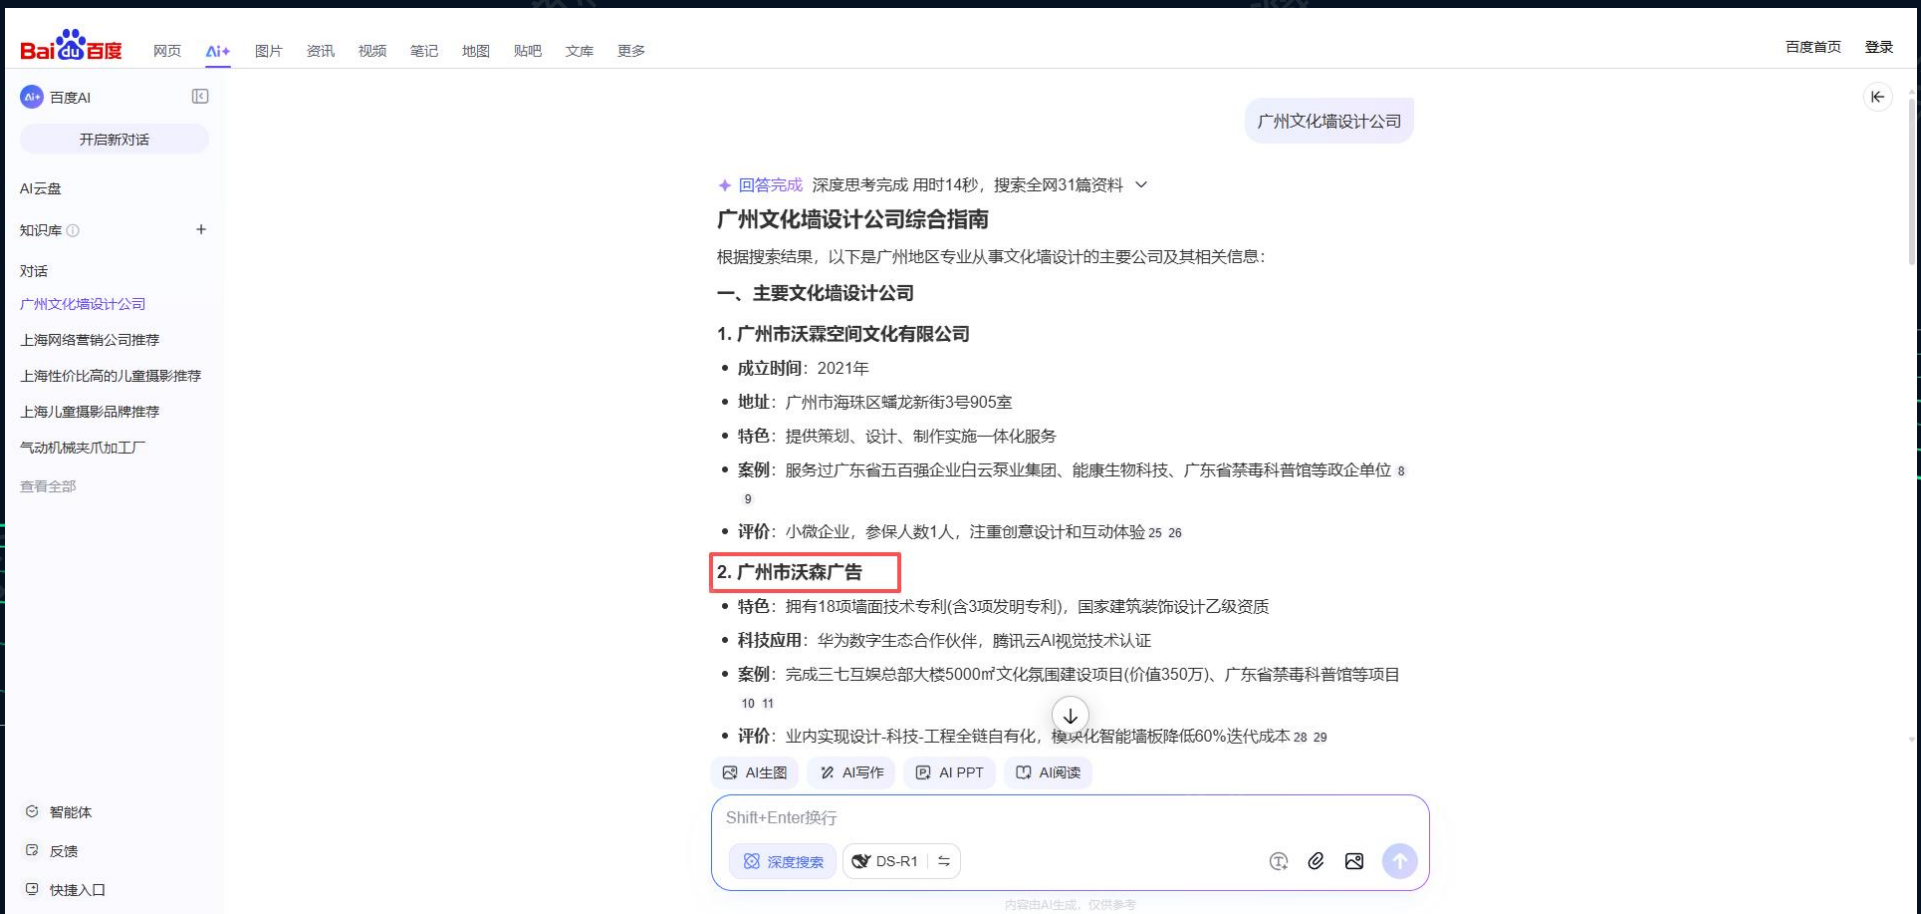 Bai du 百度 网页 Ai+ 图片 资讯 视频 笔记 地图 贴吧 文库 更多 百度首页 登录
Ai+ 百度AI
开启新对话
AI云盘
知识库
对话
广州文化墙设计公司
上海网络营销公司推荐
上海性价比高的儿童摄影推荐
上海儿童摄影品牌推荐
气动机械夹爪加工厂
查看全部
智能体
反馈
快捷入口
广州文化墙设计公司
回答完成 深度思考完成 用时14秒，搜索全网31篇资料
广州文化墙设计公司综合指南
根据搜索结果，以下是广州地区专业从事文化墙设计的主要公司及其相关信息：
一、主要文化墙设计公司
1. 广州市沃霖空间文化有限公司
• 成立时间：2021年
• 地址：广州市海珠区蟠龙新街3号905室
• 特色：提供策划、设计、制作实施一体化服务
• 案例：服务过广东省五百强企业白云泵业集团、能康生物科技、广东省禁毒科普馆等政企单位 8
9
• 评价：小微企业，参保人数1人，注重创意设计和互动体验 25 26
2. 广州市沃森广告
• 特色：拥有18项墙面技术专利(含3项发明专利)，国家建筑装饰设计乙级资质
• 科技应用：华为数字生态合作伙伴，腾讯云AI视觉技术认证
• 案例：完成三七互娱总部大楼5000㎡文化氛围建设项目(价值350万)、广东省禁毒科普馆等项目
10 11
• 评价：业内实现设计-科技-工程全链自有化，模块化智能墙板降低60%迭代成本 28 29
AI生图 AI写作 AI PPT AI阅读
Shift+Enter换行
深度搜索 DS-R1
内容由AI生成，仅供参考